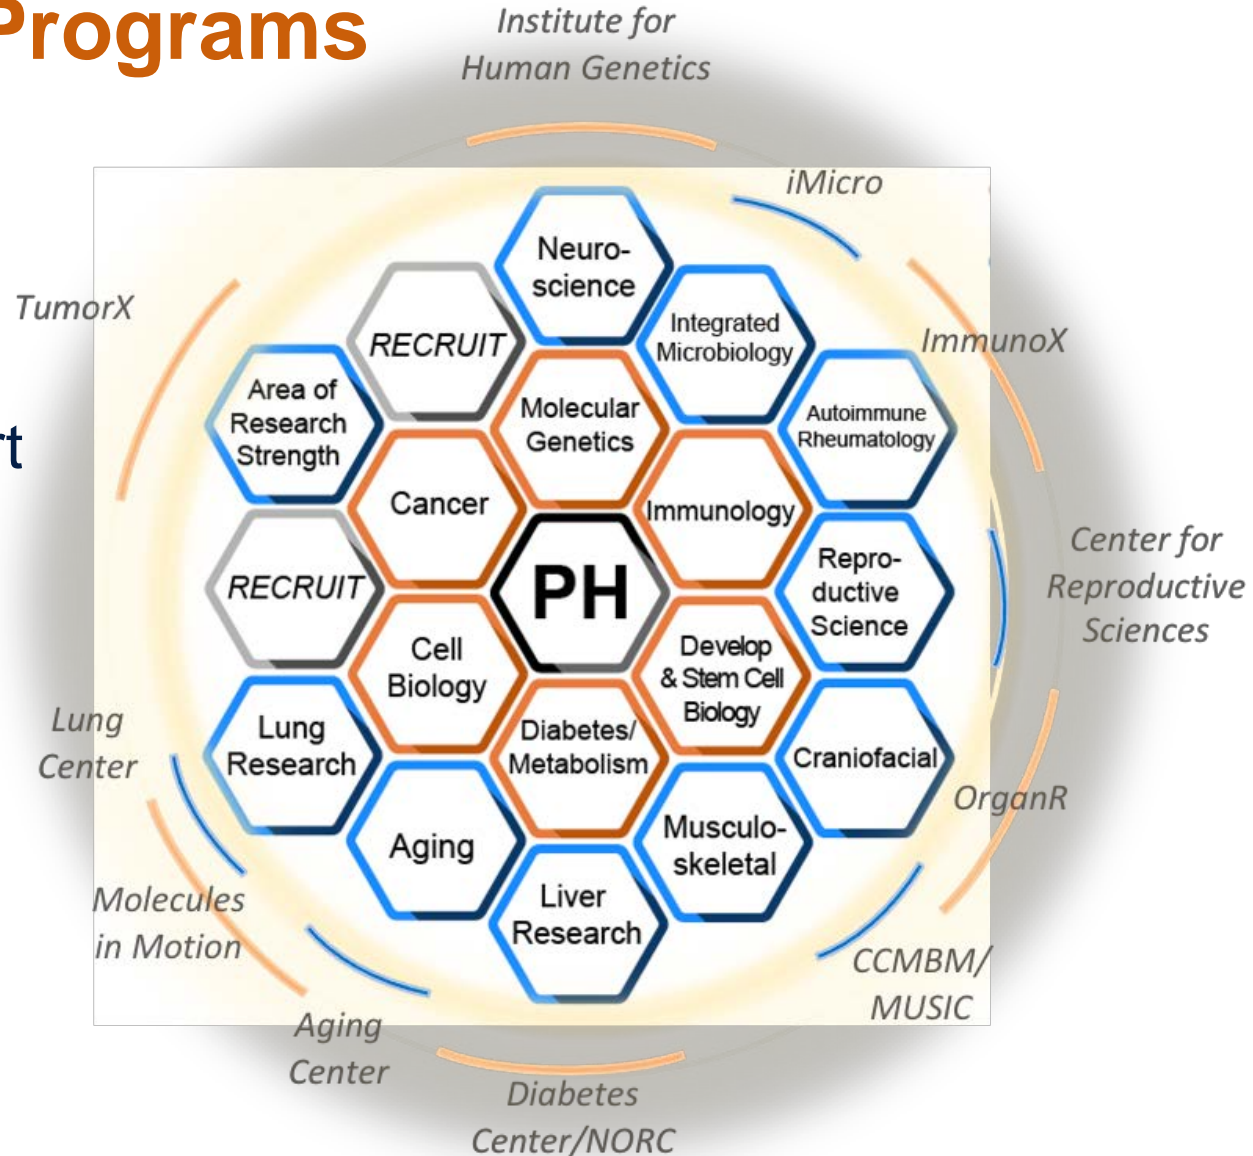 Programs
Institute for
Human Genetics
iMicro
TumorX
ImmunoX
Neuro-
science
RECRUIT
Integrated
Microbiology
Area of
Research
Strength
Molecular
Genetics
Autoimmune
Rheumatology
rt
Cancer
Immunology
RECRUIT
PH
Repro-
ductive
Science
Center for
Reproductive
Sciences
Cell
Biology
Develop
& Stem Cell
Biology
Lung
Center
Lung
Research
Diabetes/
Metabolism
Craniofacial
OrganR
Aging
Musculo-
skeletal
Liver
Research
Molecules
in Motion
CCMBM/
MUSIC
Aging
Center
Diabetes
Center/NORC